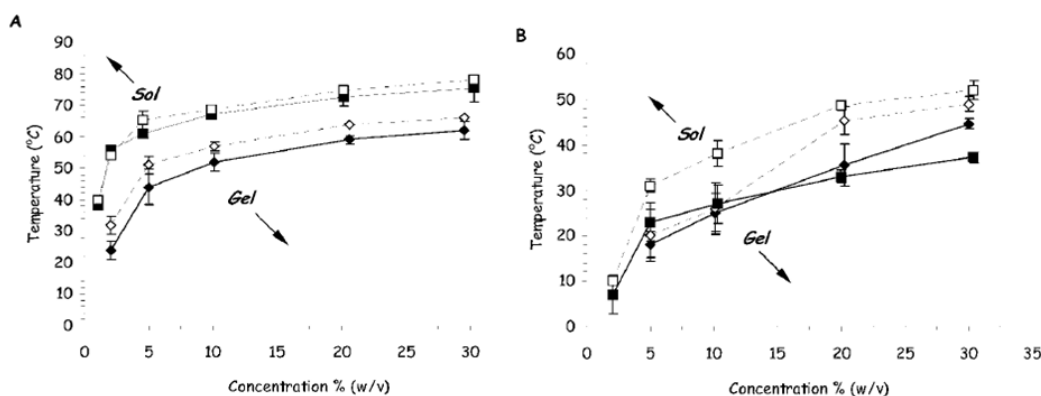 A
90
80
70
60
50
40
30
20
10
0
Temperature (°C)
Sol
Gel
0 5 10 15 20 25 30
Concentration % (w/v)
B
60
50
40
30
20
10
0
Temperature (°C)
Sol
Gel
0 5 10 15 20 25 30 35
Concentration % (w/v)